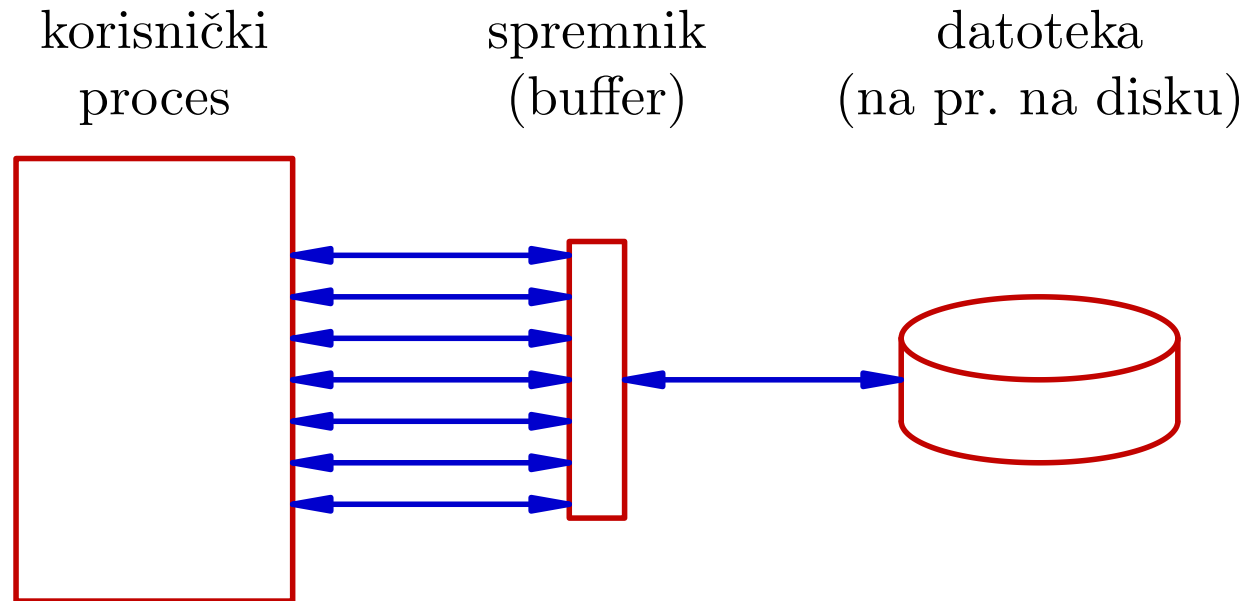 korisnički
proces
spremnik
(buffer)
datoteka
(na pr. na disku)